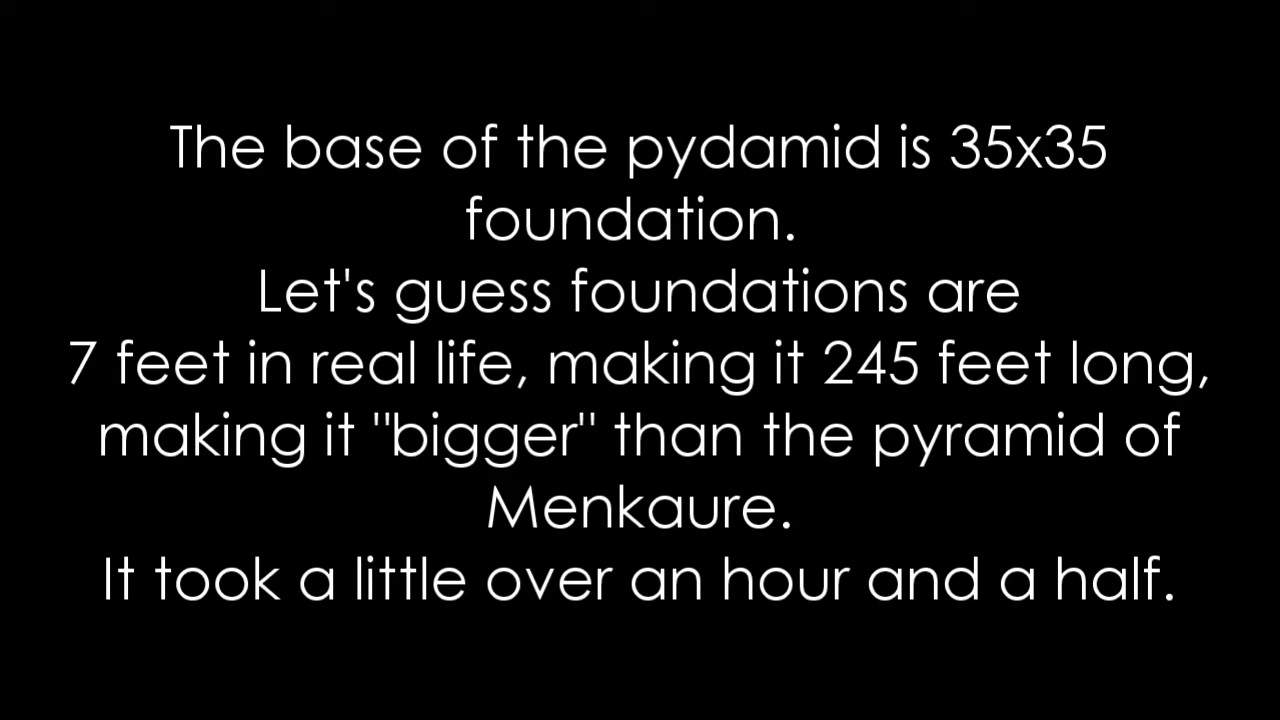 The base of the pydamid is 35x35
foundation.
Let's guess foundations are
7 feet in real life, making it 245 feet long,
making it "bigger" than the pyramid of
Menkaure.
It took a little over an hour and a half.